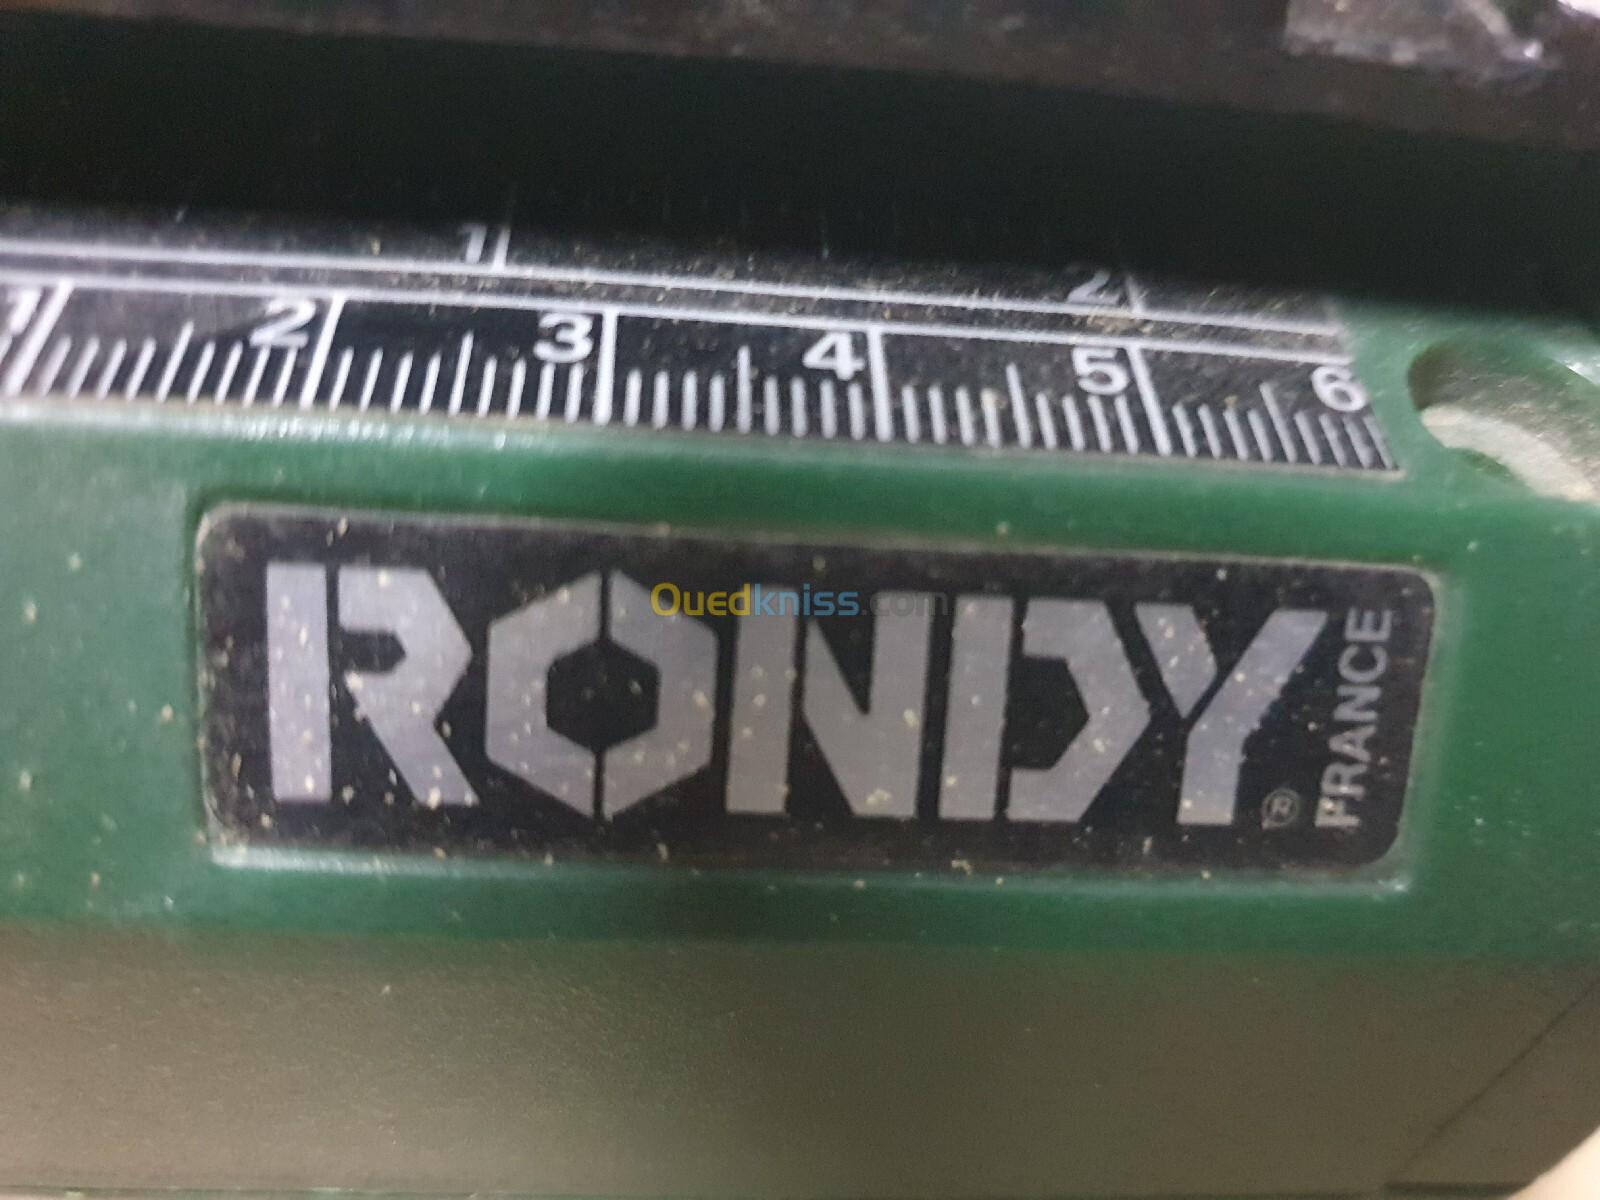 1 2
1 2 3 4 5 6
RONDY
® FRANCE
Ouedkniss.com